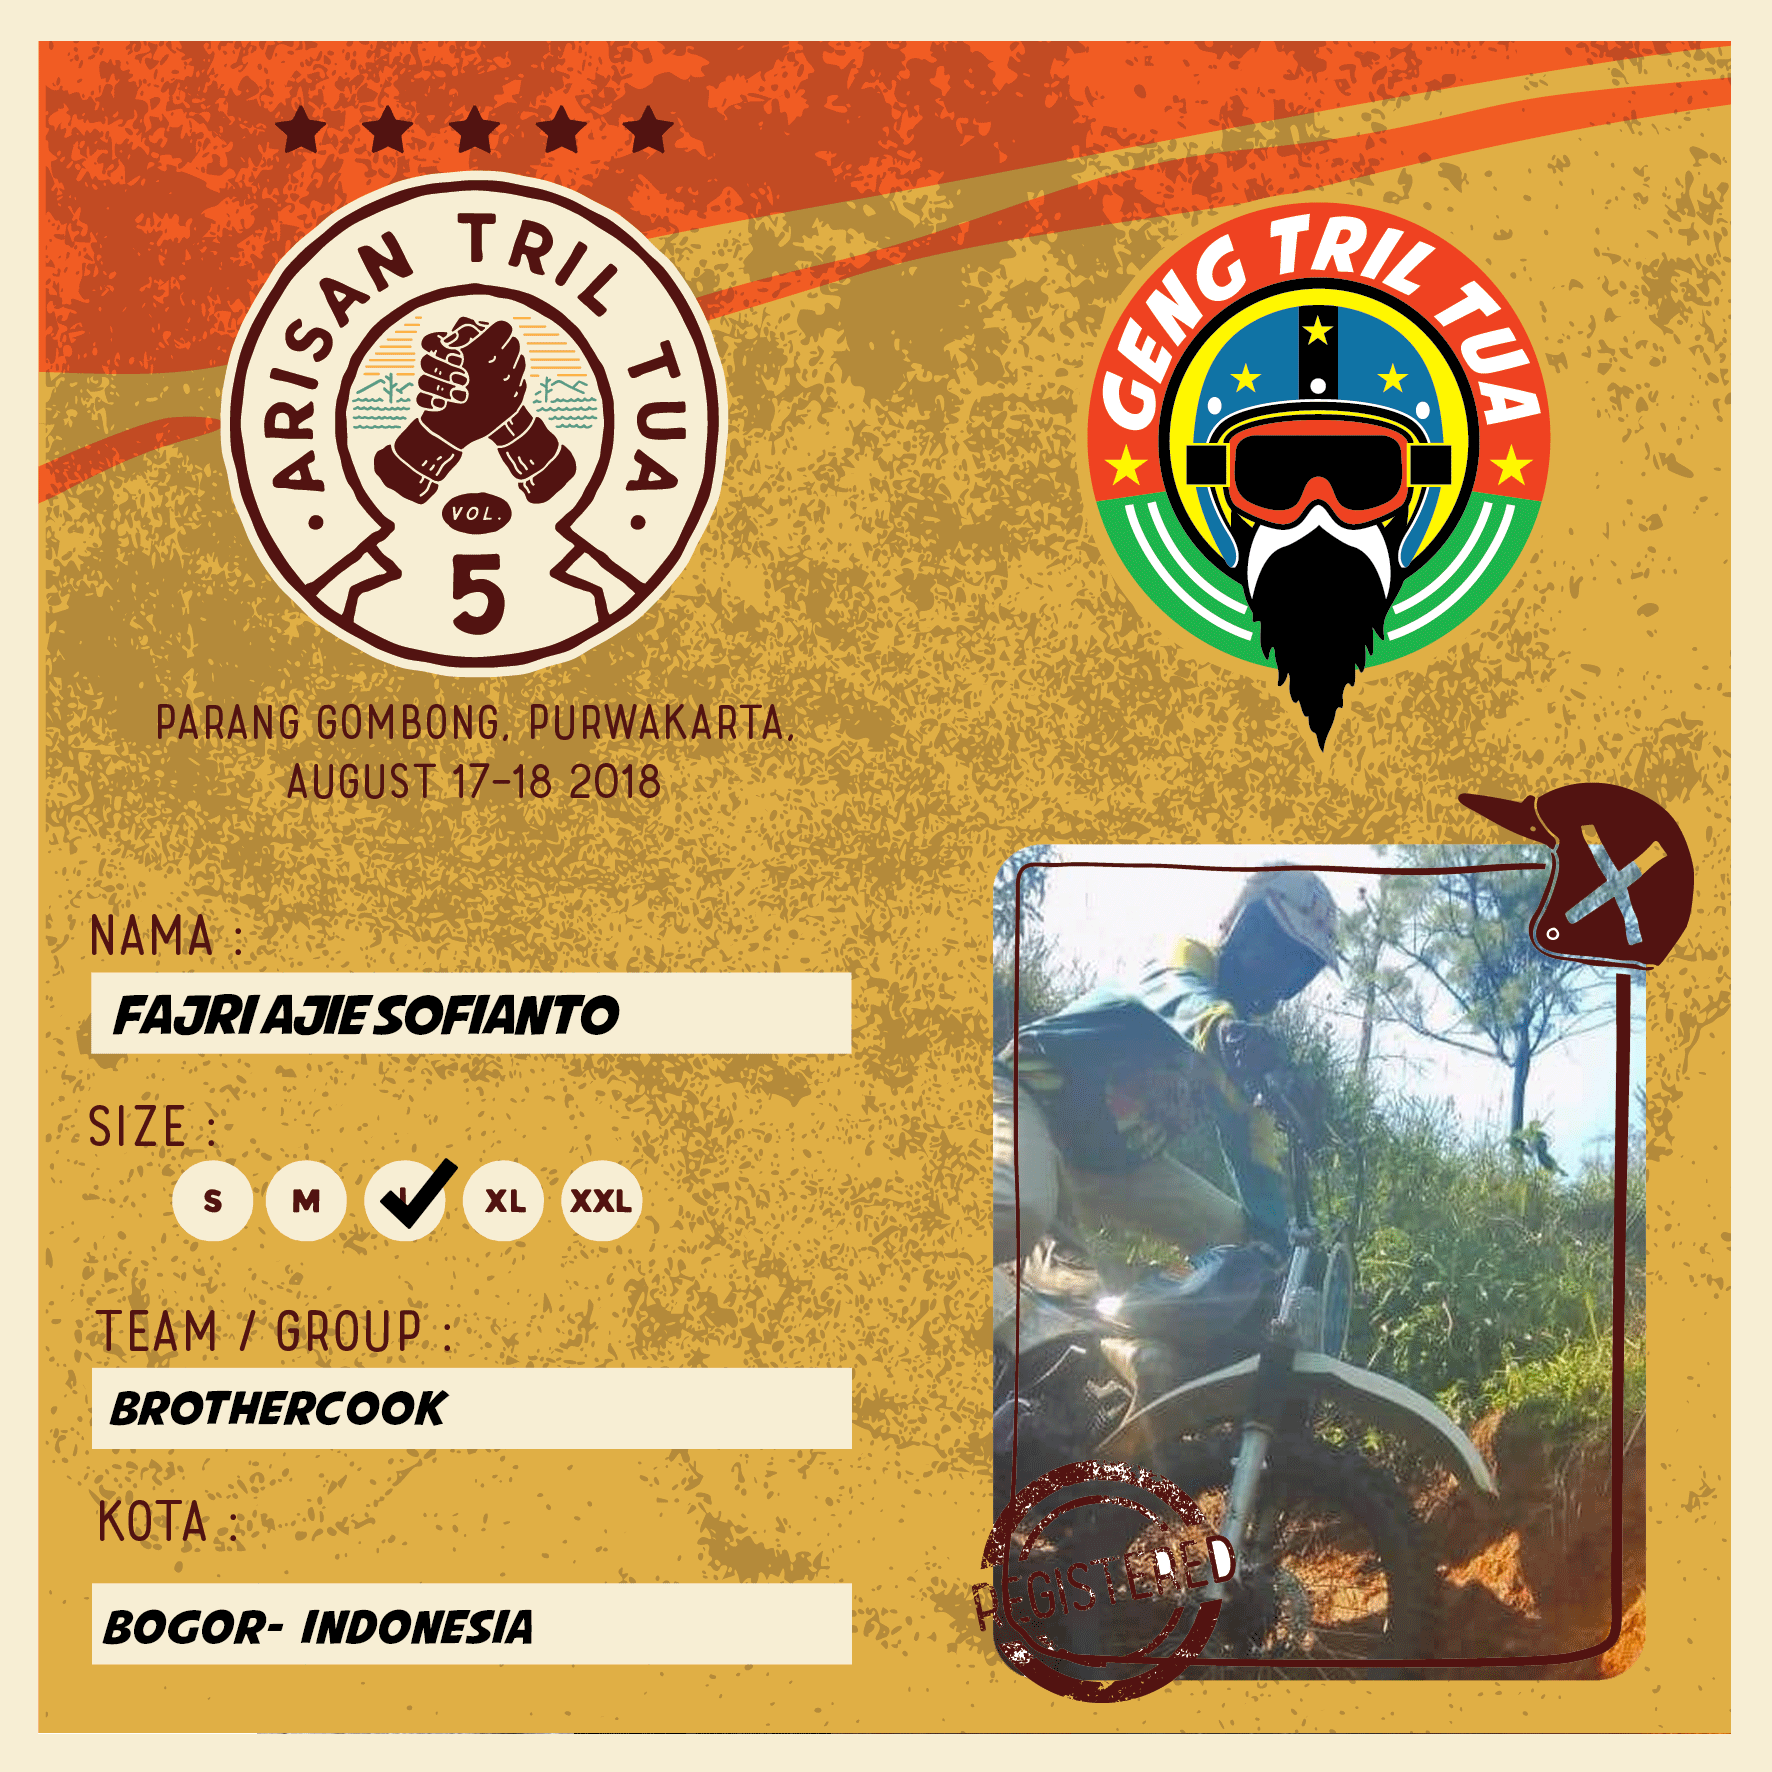 ARISAN TRIL TUA
VOL.
5
GENG TRIL TUA
PARANG GOMBONG, PURWAKARTA,
AUGUST 17-18 2018
NAMA :
FAJRI AJIE SOFIANTO
SIZE :
S M L XL XXL
TEAM / GROUP :
BROTHERCOOK
KOTA :
BOGOR- INDONESIA
REGISTERED